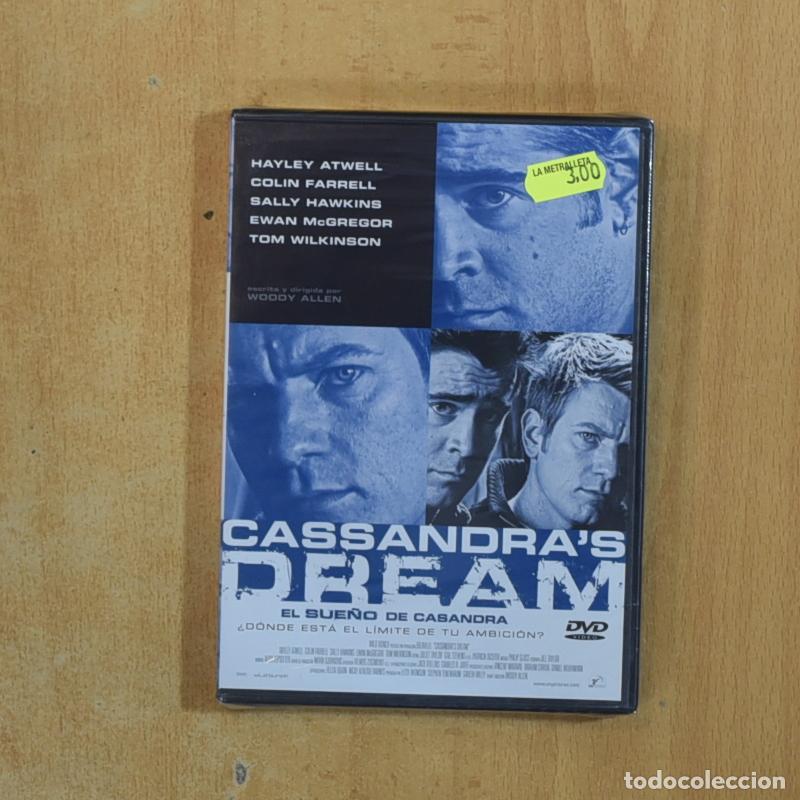 HAYLEY ATWELL
COLIN FARRELL
SALLY HAWKINS
EWAN McGREGOR
TOM WILKINSON
escrita y dirigida por
WOODY ALLEN
LA METRALLETA
3,00
CASSANDRA'S
DREAM
EL SUEÑO DE CASANDRA
¿DÓNDE ESTÁ EL LÍMITE DE TU AMBICIÓN?
DVD
VIDEO
todocoleccion